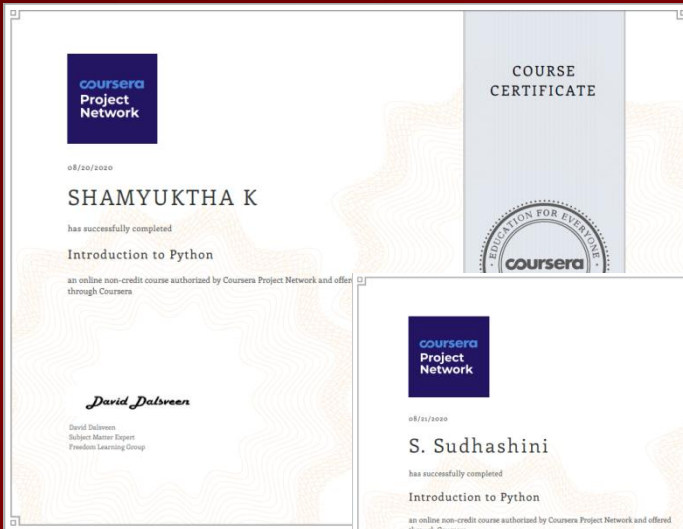 coursera
Project
Network
COURSE
CERTIFICATE
08/20/2020
SHAMYUKTHA K
has successfully completed
Introduction to Python
an online non-credit course authorized by Coursera Project Network and offer
through Coursera
EDUCATION FOR EVERYONE
coursera
David Dalsveen
David Dalsveen
Subject Matter Expert
Freedom Learning Group
coursera
Project
Network
08/21/2020
S. Sudhashini
has successfully completed
Introduction to Python
an online non-credit course authorized by Coursera Project Network and offered
through Coursera